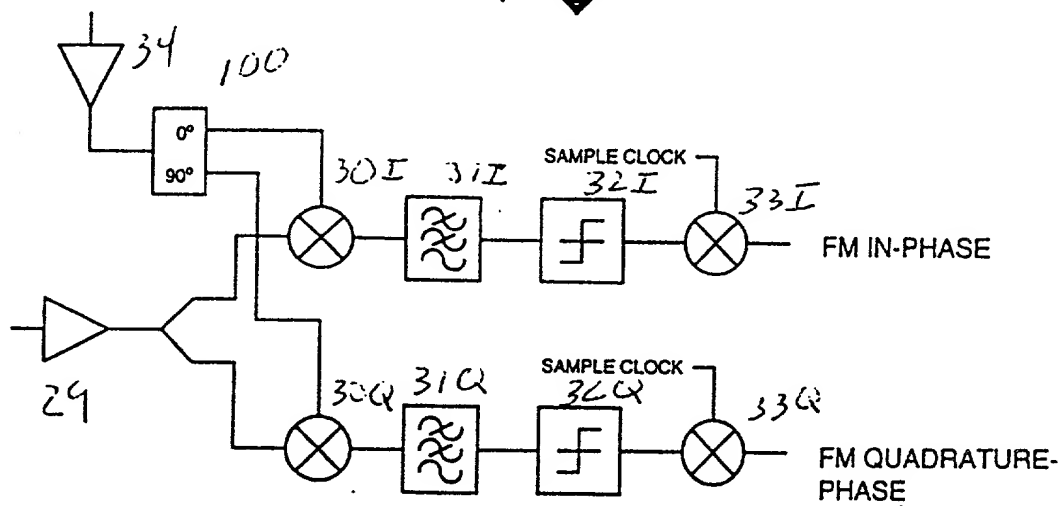 34
100
0°
90°
30I
31I
SAMPLE CLOCK
32I
33I
FM IN-PHASE
29
30Q
31Q
SAMPLE CLOCK
32Q
33Q
FM QUADRATURE-
PHASE